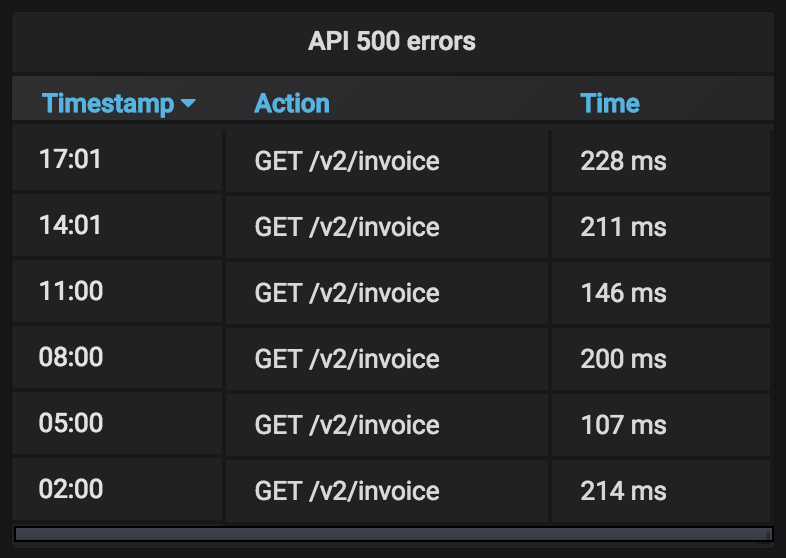 API 500 errors
Timestamp Action Time
17:01 GET /v2/invoice 228 ms
14:01 GET /v2/invoice 211 ms
11:00 GET /v2/invoice 146 ms
08:00 GET /v2/invoice 200 ms
05:00 GET /v2/invoice 107 ms
02:00 GET /v2/invoice 214 ms